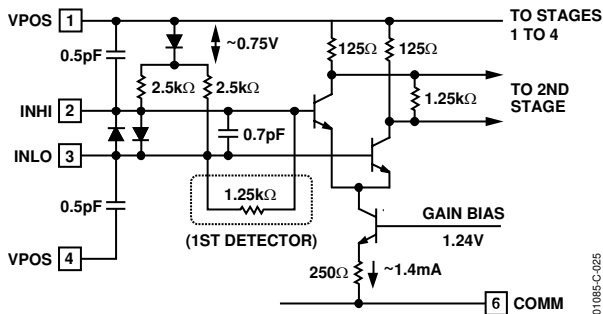 VPOS 1
TO STAGES
1 TO 4
~0.75V
125Ω
125Ω
0.5pF
2.5kΩ
2.5kΩ
TO 2ND
STAGE
1.25kΩ
INHI 2
0.7pF
INLO 3
0.5pF
1.25kΩ
(1ST DETECTOR)
GAIN BIAS
1.24V
VPOS 4
250Ω
~1.4mA
6 COMM
01085-C-025